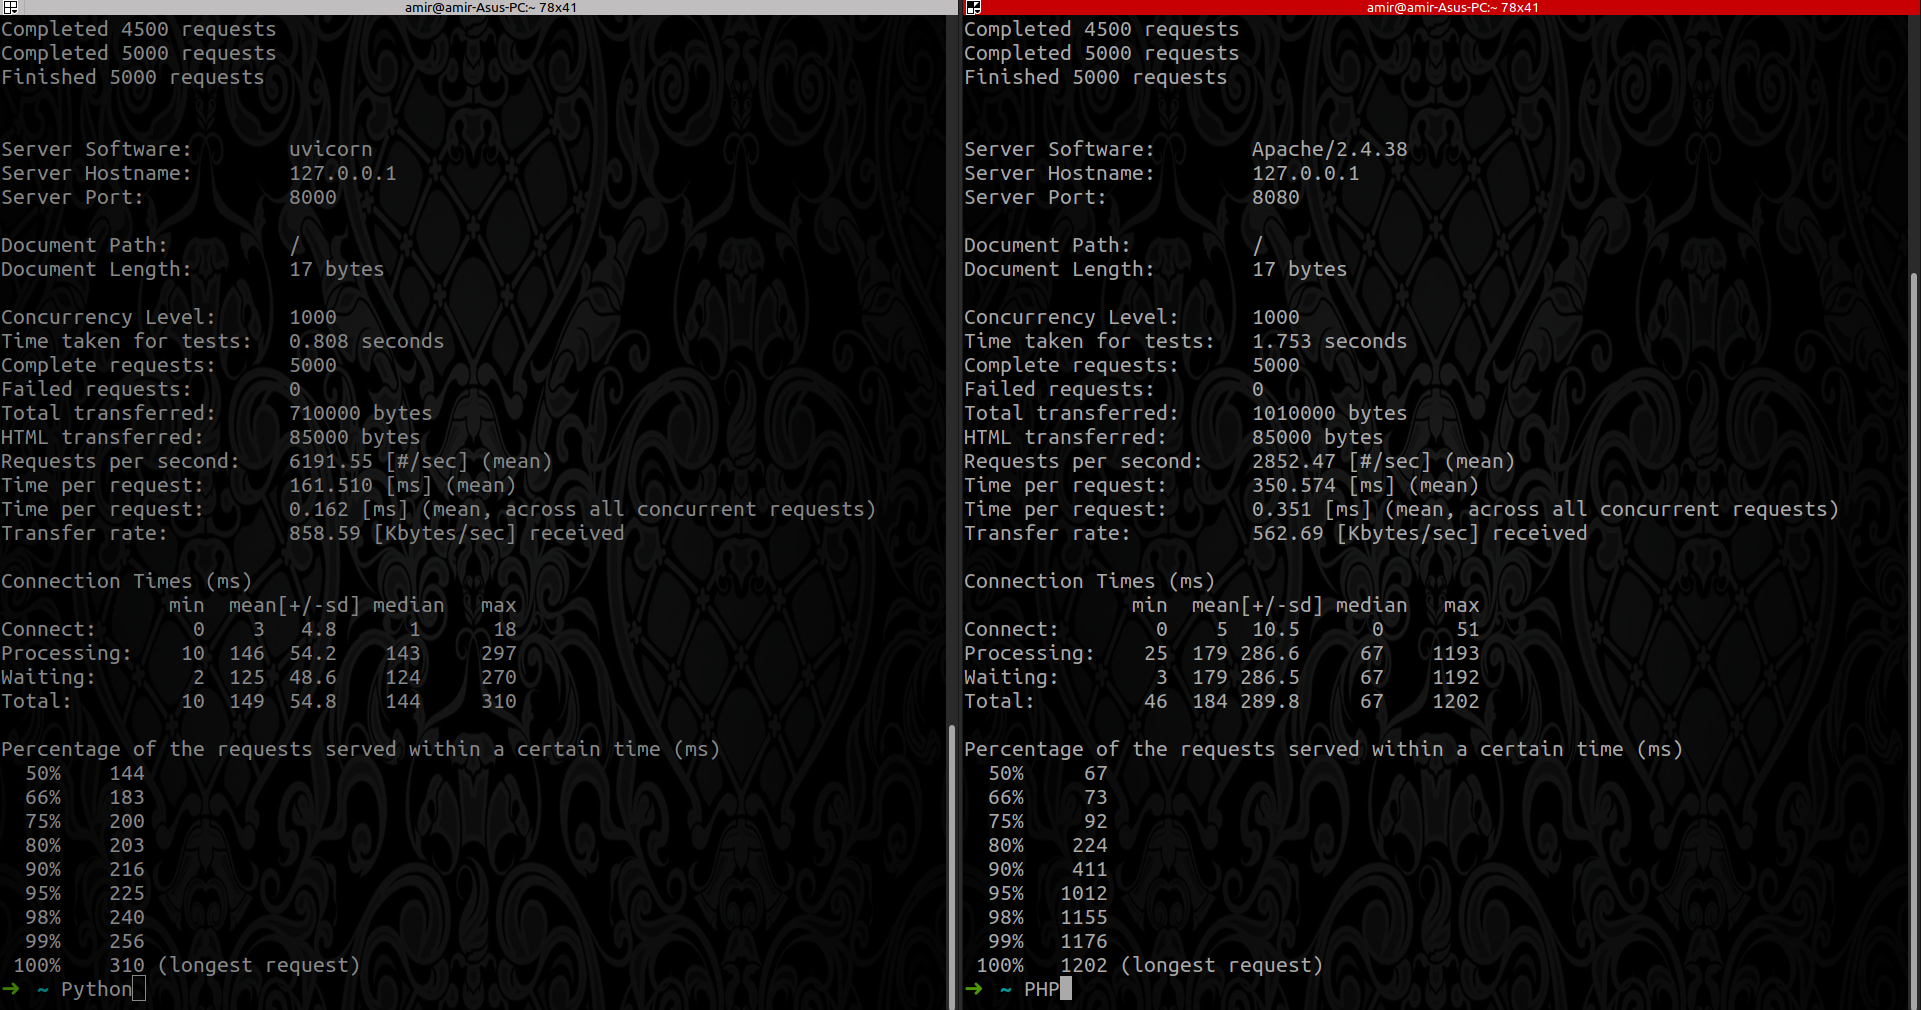 amir@amir-Asus-PC:~ 78x41
Completed 4500 requests
Completed 5000 requests
Finished 5000 requests
Server Software:        uvicorn
Server Hostname:        127.0.0.1
Server Port:            8000
Document Path:          /
Document Length:        17 bytes
Concurrency Level:      1000
Time taken for tests:   0.808 seconds
Complete requests:      5000
Failed requests:        0
Total transferred:      710000 bytes
HTML transferred:       85000 bytes
Requests per second:    6191.55 [#/sec] (mean)
Time per request:       161.510 [ms] (mean)
Time per request:       0.162 [ms] (mean, across all concurrent requests)
Transfer rate:          858.59 [Kbytes/sec] received
Connection Times (ms)
              min  mean[+/-sd] median   max
Connect:        0    3   4.8      1      18
Processing:    10  146  54.2    143     297
Waiting:        2  125  48.6    124     270
Total:         10  149  54.8    144     310
Percentage of the requests served within a certain time (ms)
  50%    144
  66%    183
  75%    200
  80%    203
  90%    216
  95%    225
  98%    240
  99%    256
 100%    310 (longest request)
➜  ~ Python
amir@amir-Asus-PC:~ 78x41
Completed 4500 requests
Completed 5000 requests
Finished 5000 requests
Server Software:        Apache/2.4.38
Server Hostname:        127.0.0.1
Server Port:            8080
Document Path:          /
Document Length:        17 bytes
Concurrency Level:      1000
Time taken for tests:   1.753 seconds
Complete requests:      5000
Failed requests:        0
Total transferred:      1010000 bytes
HTML transferred:       85000 bytes
Requests per second:    2852.47 [#/sec] (mean)
Time per request:       350.574 [ms] (mean)
Time per request:       0.351 [ms] (mean, across all concurrent requests)
Transfer rate:          562.69 [Kbytes/sec] received
Connection Times (ms)
              min  mean[+/-sd] median   max
Connect:        0    5  10.5      0      51
Processing:    25  179 286.6     67    1193
Waiting:        3  179 286.5     67    1192
Total:         46  184 289.8     67    1202
Percentage of the requests served within a certain time (ms)
  50%     67
  66%     73
  75%     92
  80%    224
  90%    411
  95%   1012
  98%   1155
  99%   1176
 100%   1202 (longest request)
➜  ~ PHP